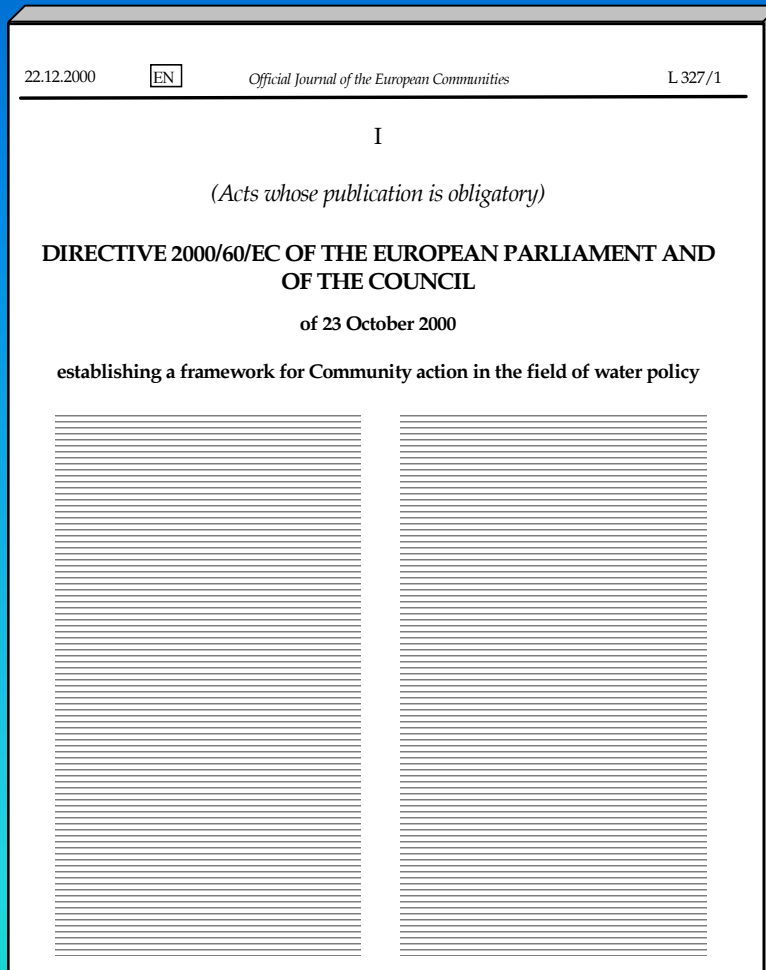 22.12.2000 EN Official Journal of the European Communities L 327/1
I
(Acts whose publication is obligatory)
DIRECTIVE 2000/60/EC OF THE EUROPEAN PARLIAMENT AND
OF THE COUNCIL
of 23 October 2000
establishing a framework for Community action in the field of water policy